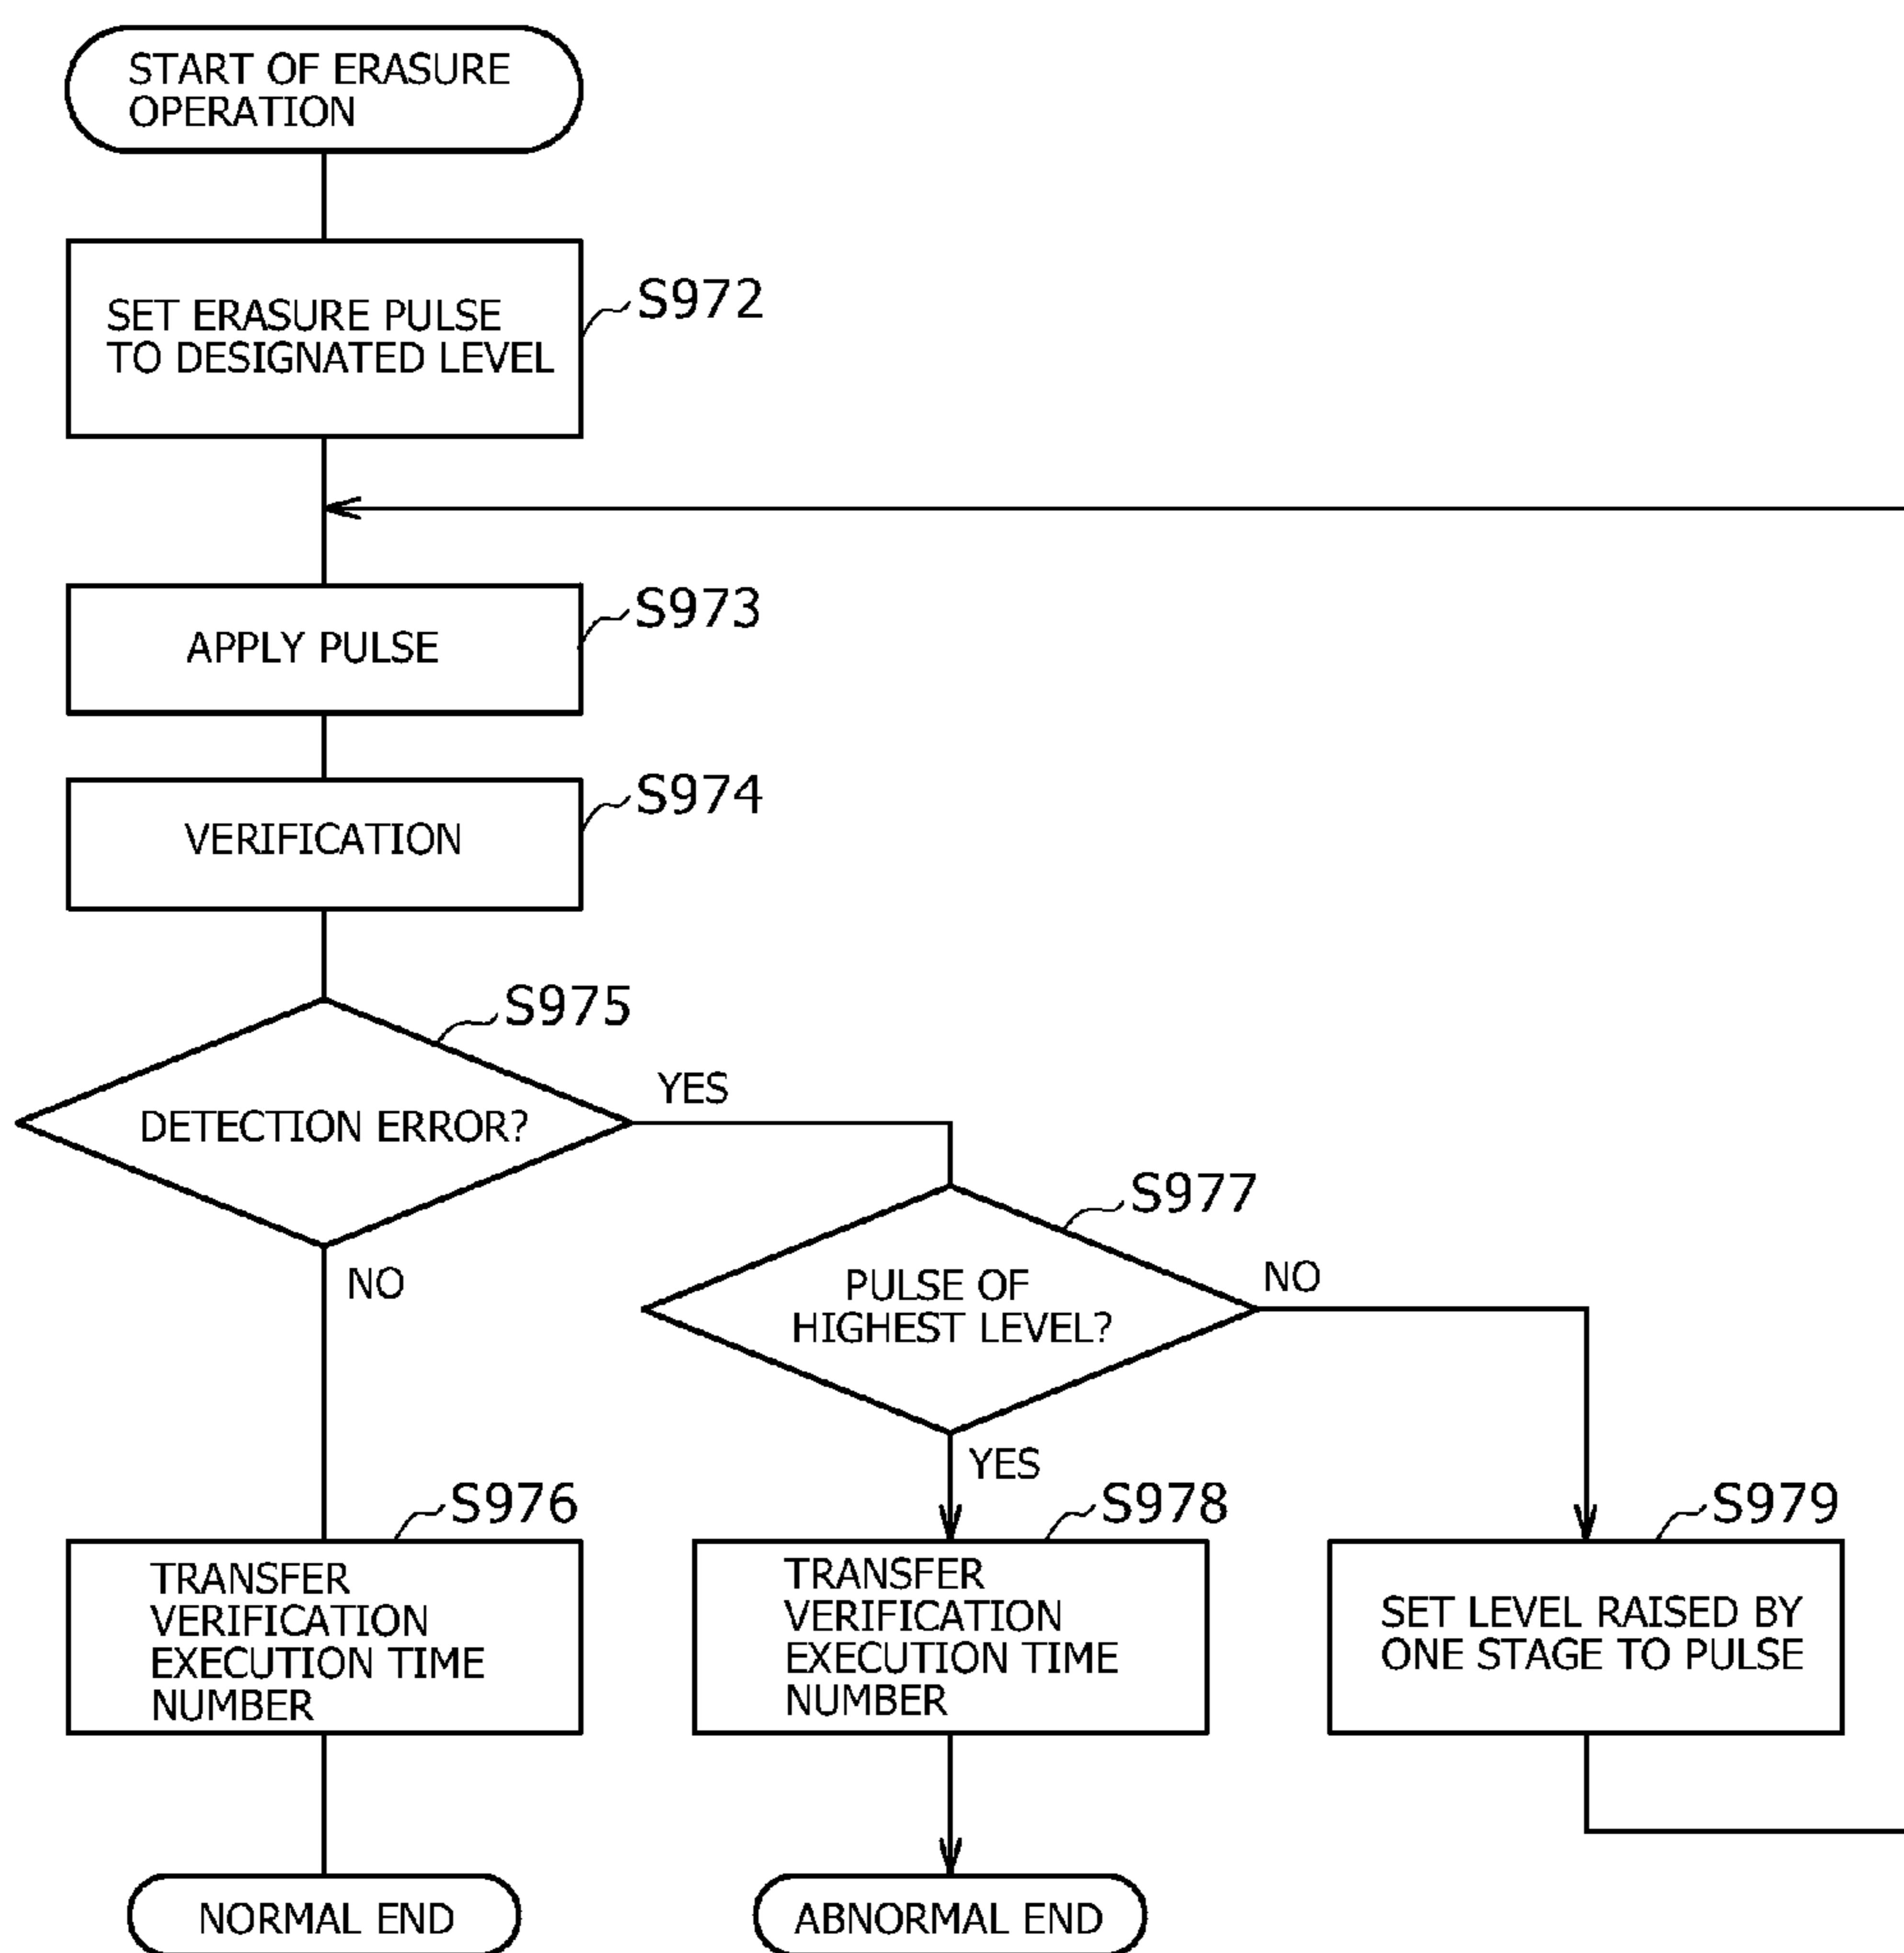 START OF ERASURE
OPERATION
SET ERASURE PULSE
TO DESIGNATED LEVEL
S972
APPLY PULSE
S973
VERIFICATION
S974
DETECTION ERROR?
S975
YES
NO
PULSE OF
HIGHEST LEVEL?
S977
NO
YES
TRANSFER
VERIFICATION
EXECUTION TIME
NUMBER
S976
TRANSFER
VERIFICATION
EXECUTION TIME
NUMBER
S978
SET LEVEL RAISED BY
ONE STAGE TO PULSE
S979
NORMAL END
ABNORMAL END